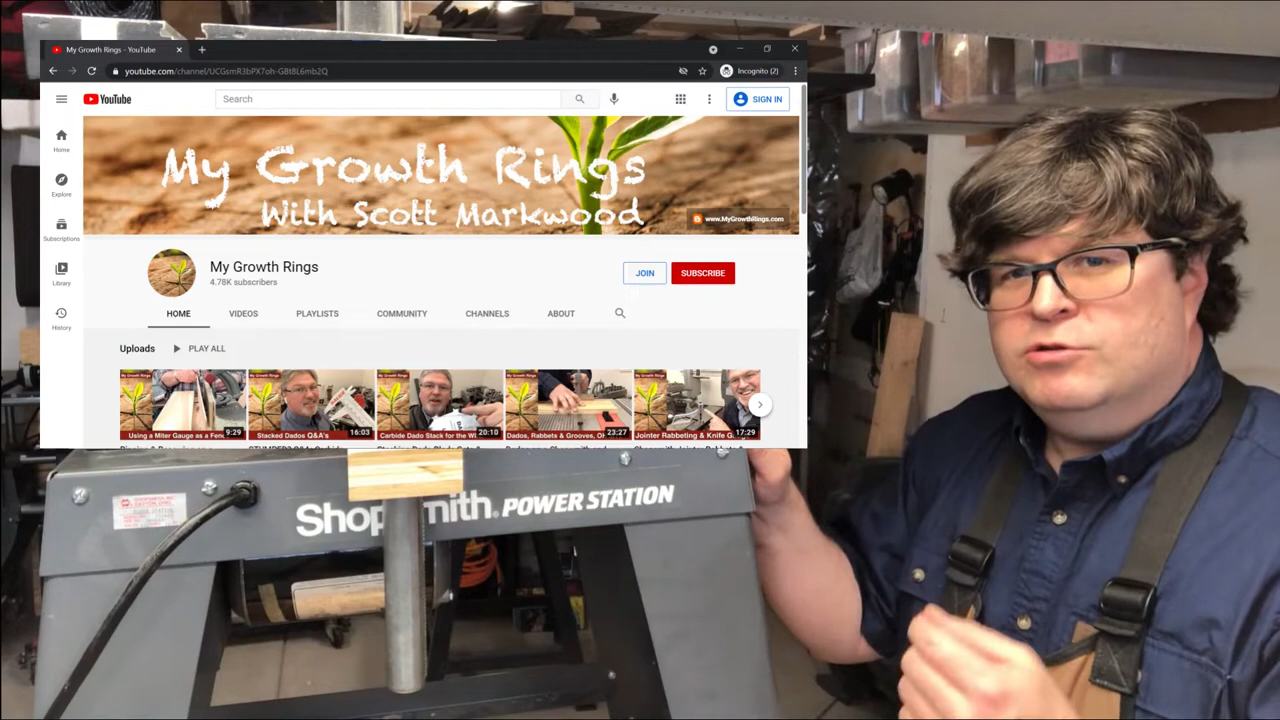 My Growth Rings - YouTube
youtube.com/channel/UCGsmR3bPX7oh-GBt8L6mb2Q
Incognito (2)
YouTube
Search
SIGN IN
Home
Explore
Subscriptions
Library
History
My Growth Rings
With Scott Markwood
www.MyGrowthRings.com
My Growth Rings
4.78K subscribers
JOIN
SUBSCRIBE
HOME VIDEOS PLAYLISTS COMMUNITY CHANNELS ABOUT
Uploads PLAY ALL
My Growth Rings My Growth Rings My Growth Rings My Growth Rings My Growth Rings
9:29 16:03 20:10 23:27 17:29
Using a Miter Gauge as a Fenc
Stacked Dados Q&A's
Carbide Dado Stack for the W
Dados, Rabbets & Grooves, O
Jointer Rabbeting & Knife G
Shopsmith POWER STATION